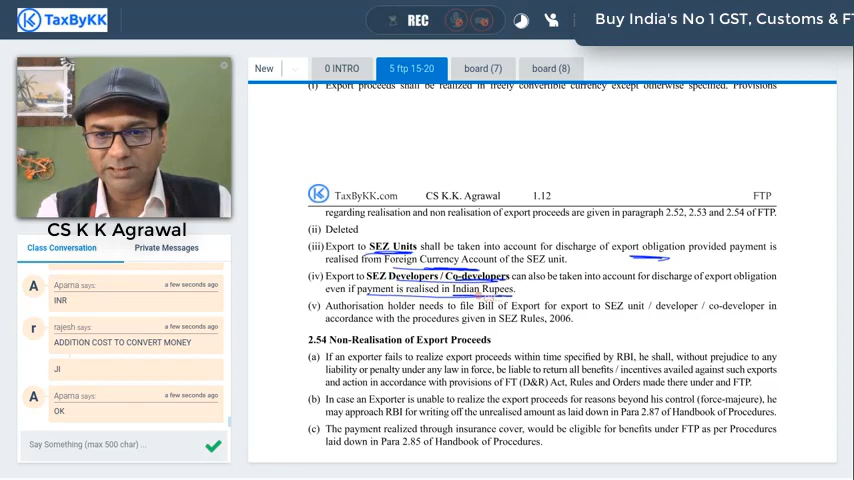 TaxByKK
REC
Buy India's No 1 GST, Customs & FT
New
0 INTRO
5 ftp 15-20
board (7)
board (8)
(i) Export proceeds shall be realized in freely convertible currency except otherwise specified. Provisions
TaxByKK.com CS K.K. Agrawal 1.12 FTP
regarding realisation and non realisation of export proceeds are given in paragraph 2.52, 2.53 and 2.54 of FTP.
(ii) Deleted
(iii) Export to SEZ Units shall be taken into account for discharge of export obligation provided payment is
realised from Foreign Currency Account of the SEZ unit.
(iv) Export to SEZ Developers / Co-developers can also be taken into account for discharge of export obligation
even if payment is realised in Indian Rupees.
(v) Authorisation holder needs to file Bill of Export for export to SEZ unit / developer / co-developer in
accordance with the procedures given in SEZ Rules, 2006.
2.54 Non-Realisation of Export Proceeds
(a) If an exporter fails to realize export proceeds within time specified by RBI, he shall, without prejudice to any
liability or penalty under any law in force, be liable to return all benefits / incentives availed against such exports
and action in accordance with provisions of FT (D&R) Act, Rules and Orders made there under and FTP.
(b) In case an Exporter is unable to realize the export proceeds for reasons beyond his control (force-majeure), he
may approach RBI for writing off the unrealised amount as laid down in Para 2.87 of Handbook of Procedures.
(c) The payment realized through insurance cover, would be eligible for benefits under FTP as per Procedures
laid down in Para 2.85 of Handbook of Procedures.
CS K K Agrawal
Class Conversation
Private Messages
A
Aparna says: a few seconds ago
INR
r
rajesh says: a few seconds ago
ADDITION COST TO CONVERT MONEY
JI
A
Aparna says: a few seconds ago
OK
Say Something (max 500 char) ...